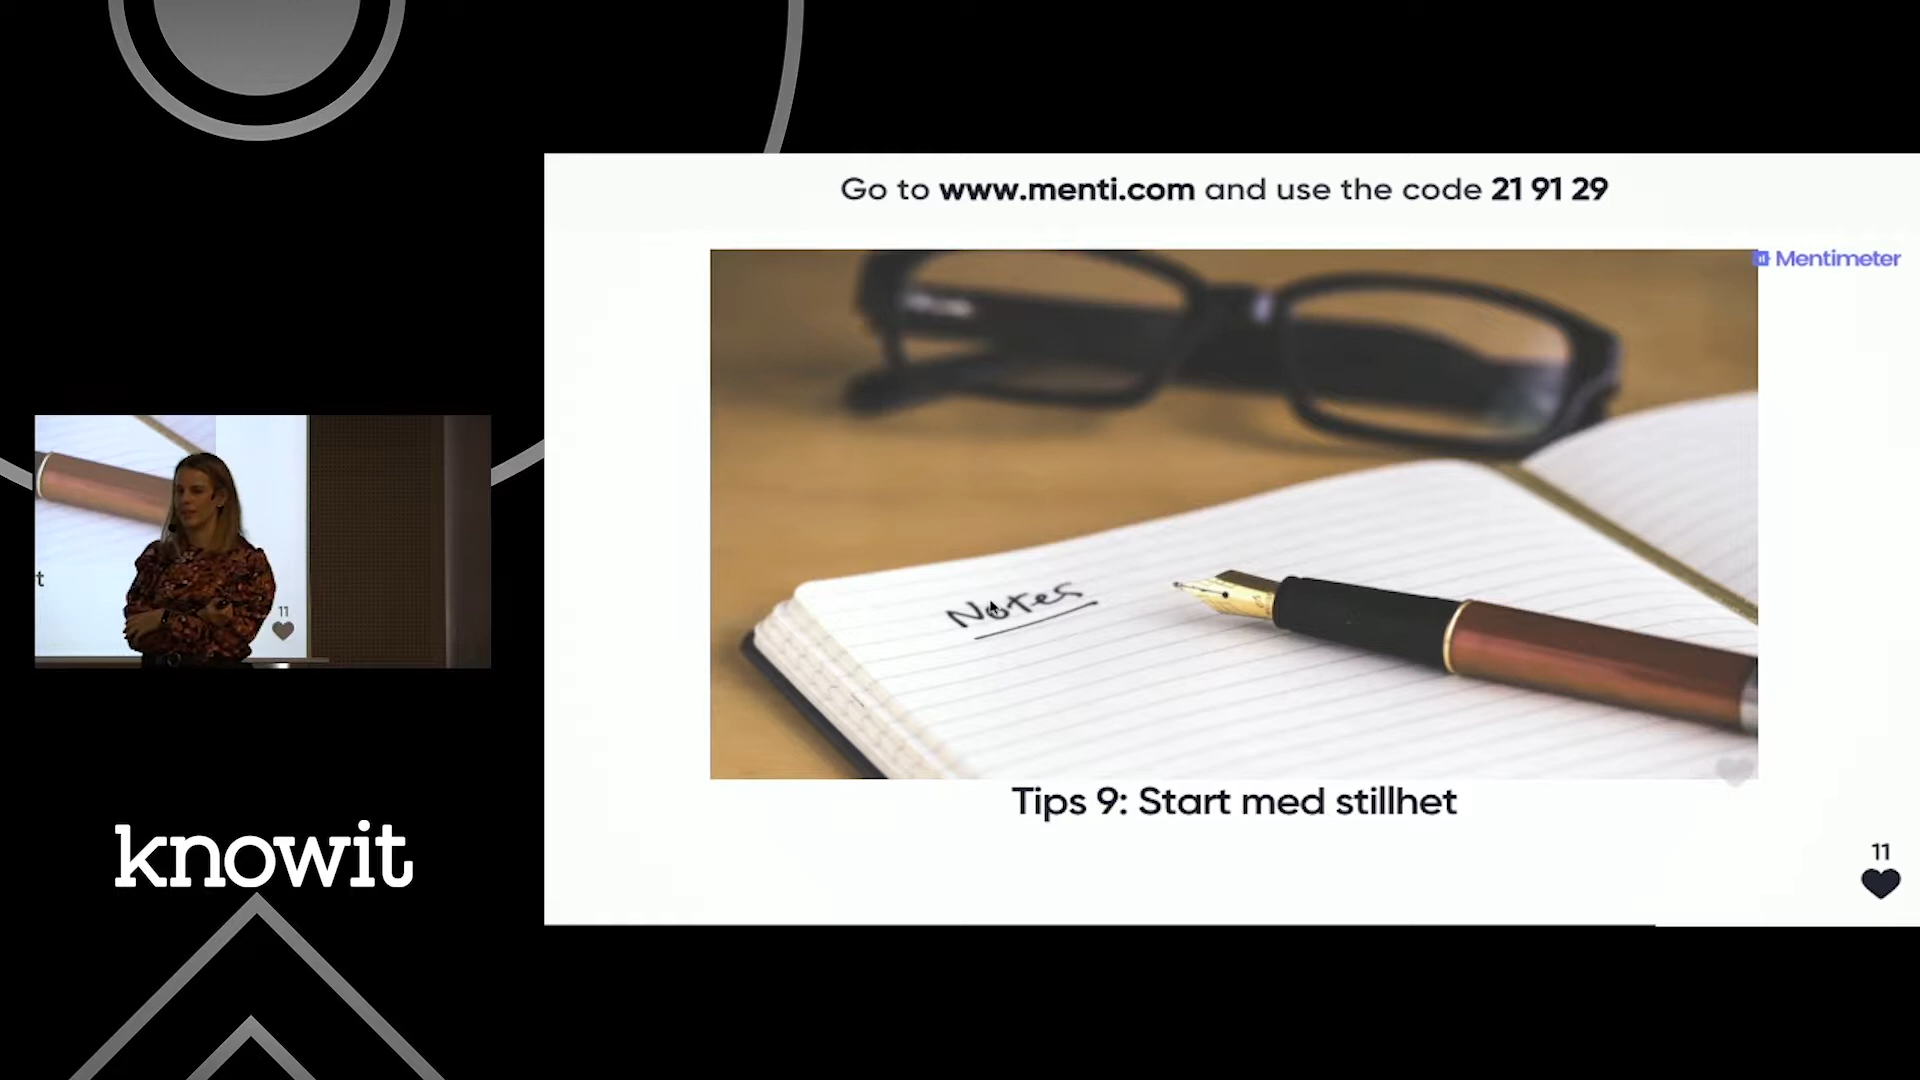 Go to www.menti.com and use the code 21 91 29
Mentimeter
Notes
Tips 9: Start med stillhet
11
t
11
knowit